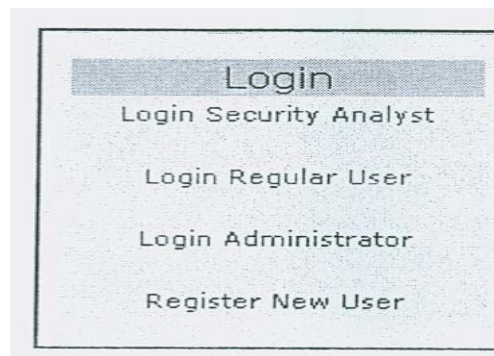 Login
Login Security Analyst
Login Regular User
Login Administrator
Register New User